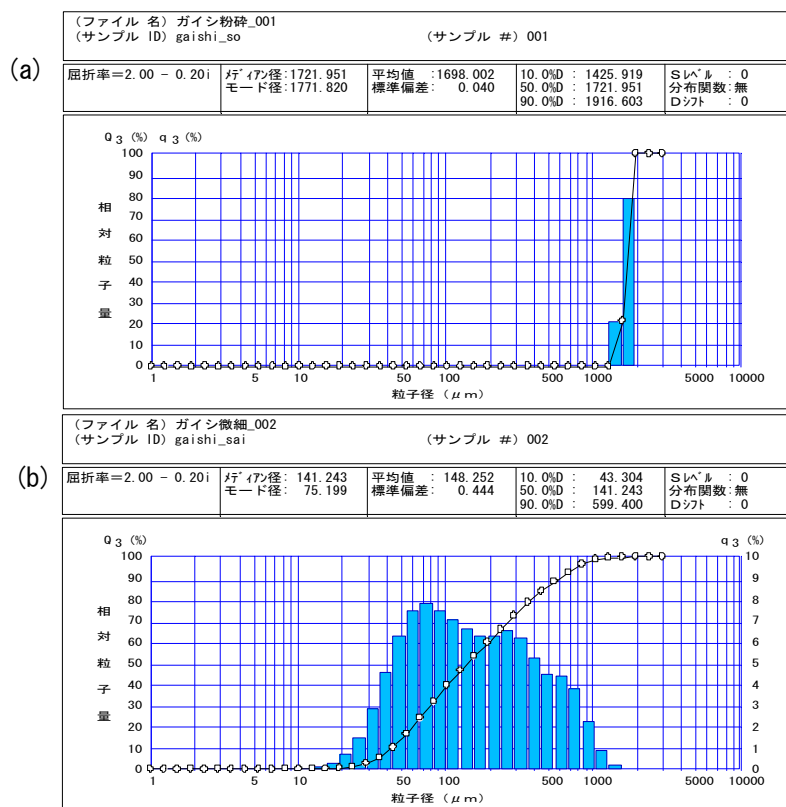 (ファイル 名) ガイシ粉砕_001
(サンプル ID) gaishi_so (サンプル #) 001
(a)
屈折率=2.00 - 0.20i ﾒﾃﾞｨｱﾝ径:1721.951 平均値 :1698.002 10.0%D : 1425.919 Sﾚﾍﾞﾙ : 0
モード径:1771.820 標準偏差: 0.040 50.0%D : 1721.951 分布関数:無
90.0%D : 1916.603 Dｼﾌﾄ : 0
Q3 (%) q3 (%)
100
90
80
70
60
50
40
30
20
10
0
相対粒子量
1 5 10 50 100 500 1000 5000 10000
粒子径 (μm)
(ファイル 名) ガイシ微細_002
(サンプル ID) gaishi_sai (サンプル #) 002
(b)
屈折率=2.00 - 0.20i ﾒﾃﾞｨｱﾝ径: 141.243 平均値 : 148.252 10.0%D : 43.304 Sﾚﾍﾞﾙ : 0
モード径: 75.199 標準偏差: 0.444 50.0%D : 141.243 分布関数:無
90.0%D : 599.400 Dｼﾌﾄ : 0
Q3 (%) q3 (%)
100 10
90 9
80 8
70 7
60 6
50 5
40 4
30 3
20 2
10 1
0 0
相対粒子量
1 5 10 50 100 500 1000 5000 10000
粒子径 (μm)